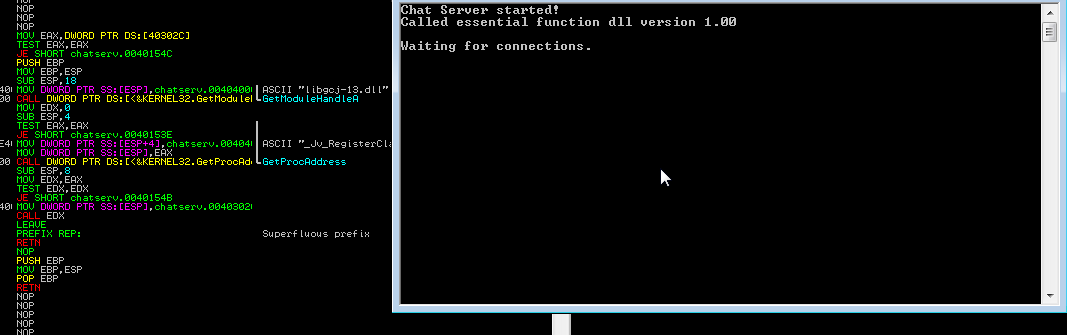 NOP
NOP
NOP
NOP
MOV EAX,DWORD PTR DS:[40302C]
TEST EAX,EAX
JE SHORT chatserv.0040154C
PUSH EBP
MOV EBP,ESP
SUB ESP,18
MOV DWORD PTR SS:[ESP],chatserv.0040400 ASCII "libgcj-13.dll"
CALL DWORD PTR DS:[<&KERNEL32.GetModulel GetModuleHandleA
MOV EDX,0
SUB ESP,4
TEST EAX,EAX
JE SHORT chatserv.0040153E
MOV DWORD PTR SS:[ESP+4],chatserv.00404 ASCII "_Jv_RegisterCla
MOV DWORD PTR SS:[ESP],EAX
CALL DWORD PTR DS:[<&KERNEL32.GetProcAd GetProcAddress
SUB ESP,8
MOV EDX,EAX
TEST EDX,EDX
JE SHORT chatserv.0040154B
MOV DWORD PTR SS:[ESP],chatserv.0040302
CALL EDX
LEAVE
PREFIX REP: Superfluous prefix
RETN
NOP
PUSH EBP
MOV EBP,ESP
POP EBP
RETN
NOP
NOP
NOP
NOP
Chat Server started!
Called essential function dll version 1.00
Waiting for connections.